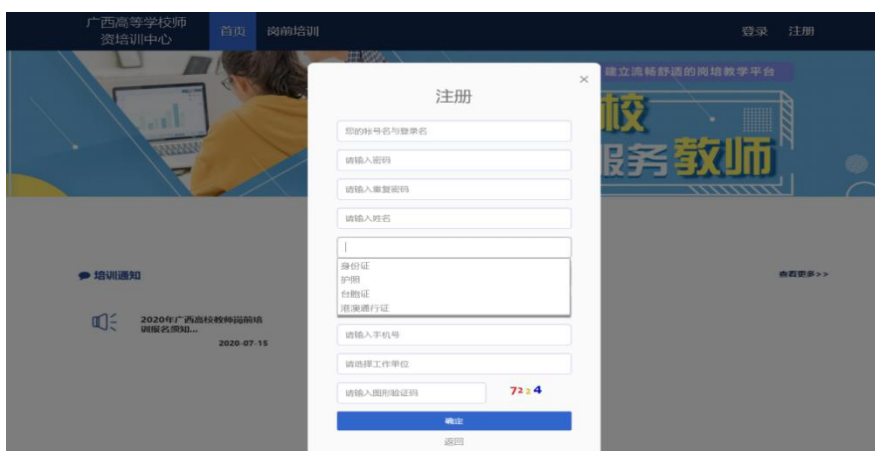 广西高等学校师
资培训中心
首页
岗前培训
登录
注册
建立流畅舒适的岗培教学平台
校
服务教师
注册
×
您的帐号名与登录名
请输入密码
请输入重复密码
请输入姓名
身份证
护照
台胞证
港澳通行证
请输入手机号
请选择工作单位
请输入图形验证码
7224
确定
返回
培训通知
查看更多>>
2020年广西高校教师岗前培
训报名须知...
2020-07-15